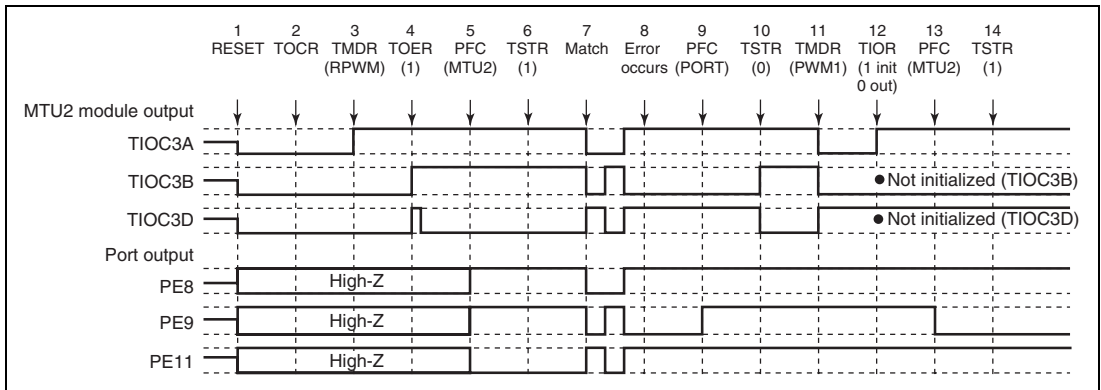 1 2 3 4 5 6 7 8 9 10 11 12 13 14
RESET TOCR TMDR TOER PFC TSTR Match Error PFC TSTR TMDR TIOR PFC TSTR
(RPWM) (1) (MTU2) (1) occurs (PORT) (0) (PWM1) (1 init (MTU2) (1)
0 out)
MTU2 module output
TIOC3A
TIOC3B
● Not initialized (TIOC3B)
TIOC3D
● Not initialized (TIOC3D)
Port output
PE8
High-Z
PE9
High-Z
PE11
High-Z